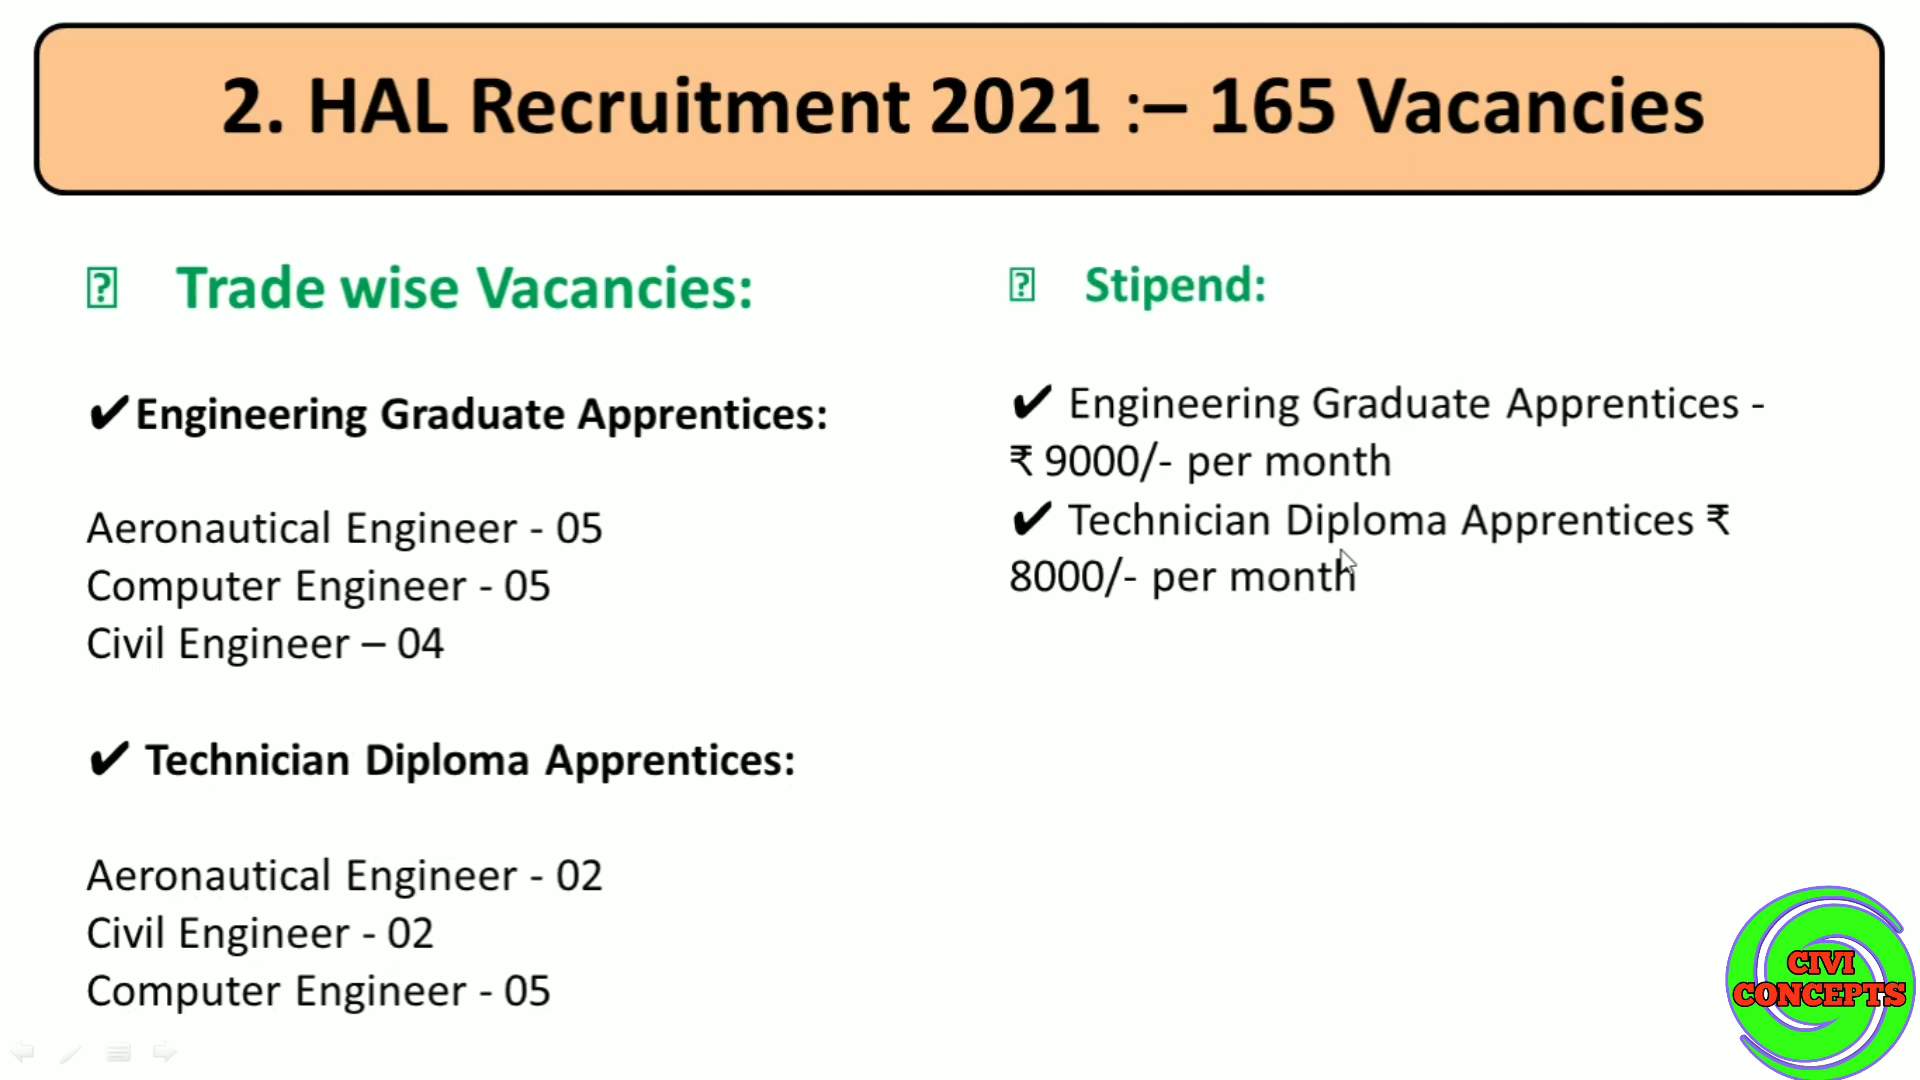 2. HAL Recruitment 2021 :– 165 Vacancies
Trade wise Vacancies:
✔Engineering Graduate Apprentices:
Aeronautical Engineer - 05
Computer Engineer - 05
Civil Engineer – 04
✔ Technician Diploma Apprentices:
Aeronautical Engineer - 02
Civil Engineer - 02
Computer Engineer - 05
Stipend:
✔ Engineering Graduate Apprentices -
₹ 9000/- per month
✔ Technician Diploma Apprentices ₹
8000/- per month
CIVI
CONCEPTS